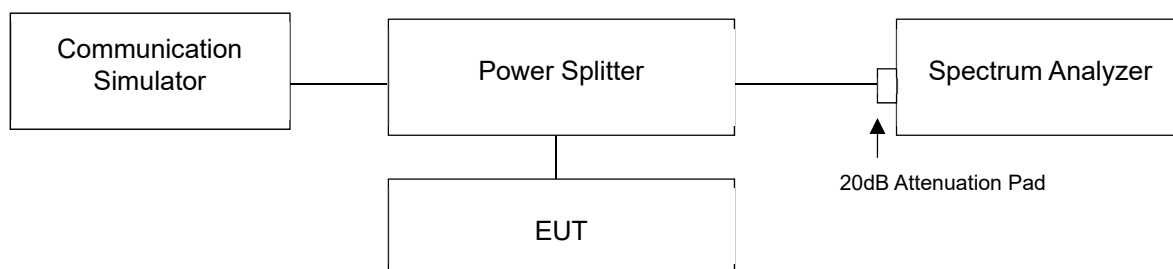 Communication
Simulator
Power Splitter
Spectrum Analyzer
20dB Attenuation Pad
EUT